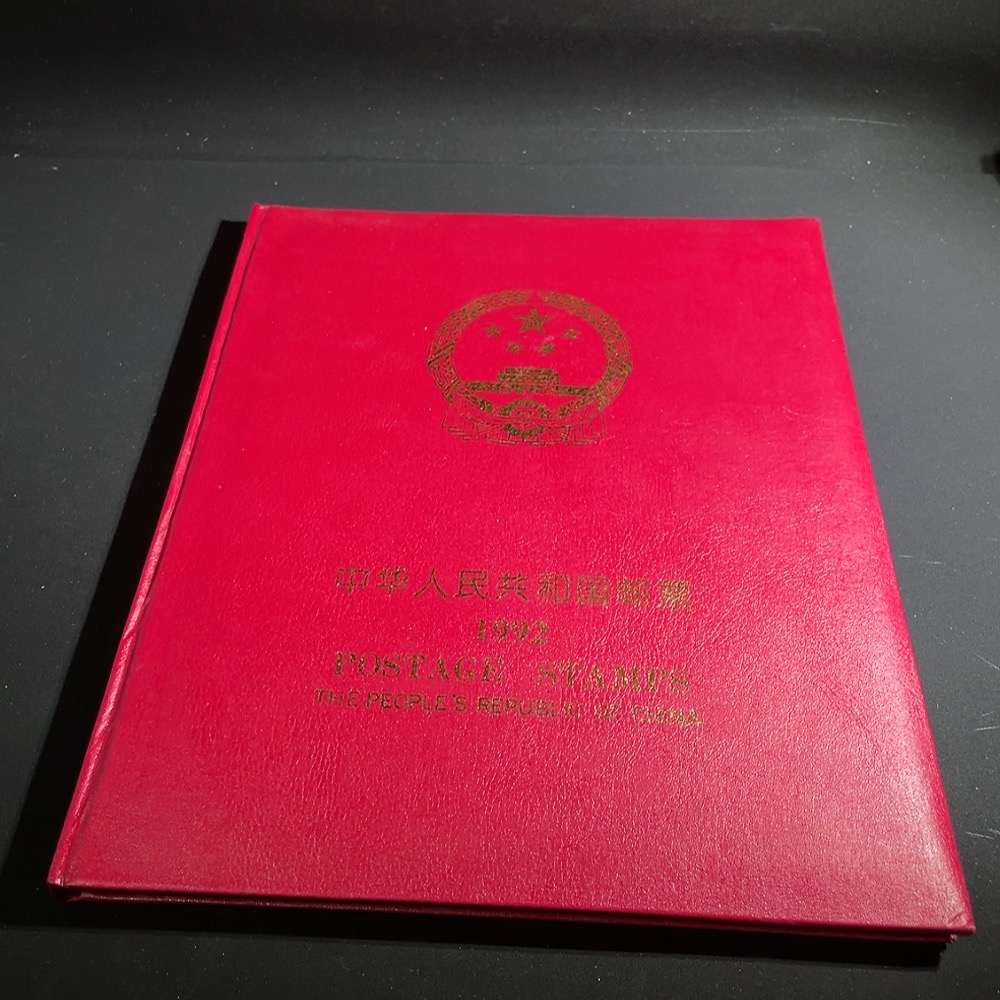 中华人民共和国邮票
1992
POSTAGE STAMPS
THE PEOPLE'S REPUBLIC OF CHINA